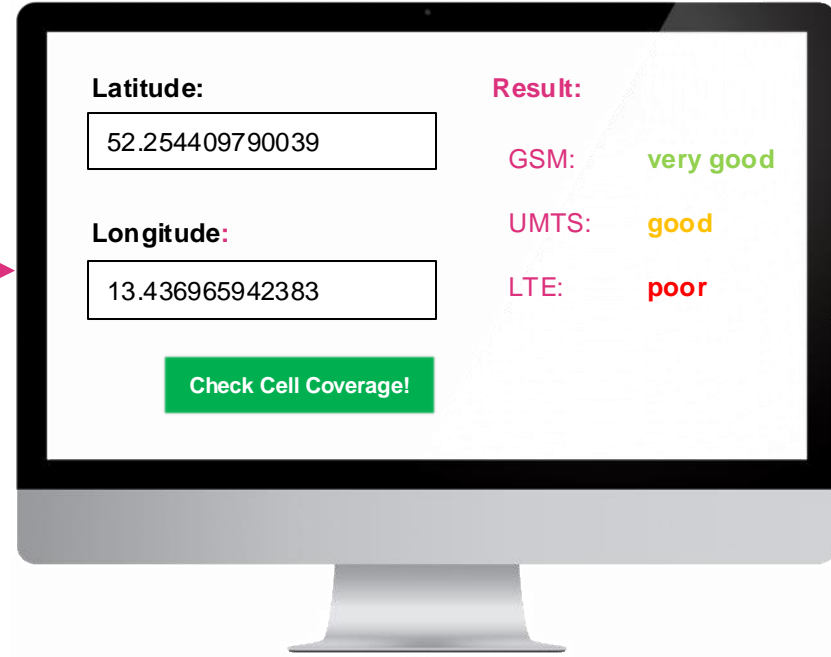 Latitude:
52.254409790039
Longitude:
13.436965942383
Check Cell Coverage!
Result:
GSM: very good
UMTS: good
LTE: poor